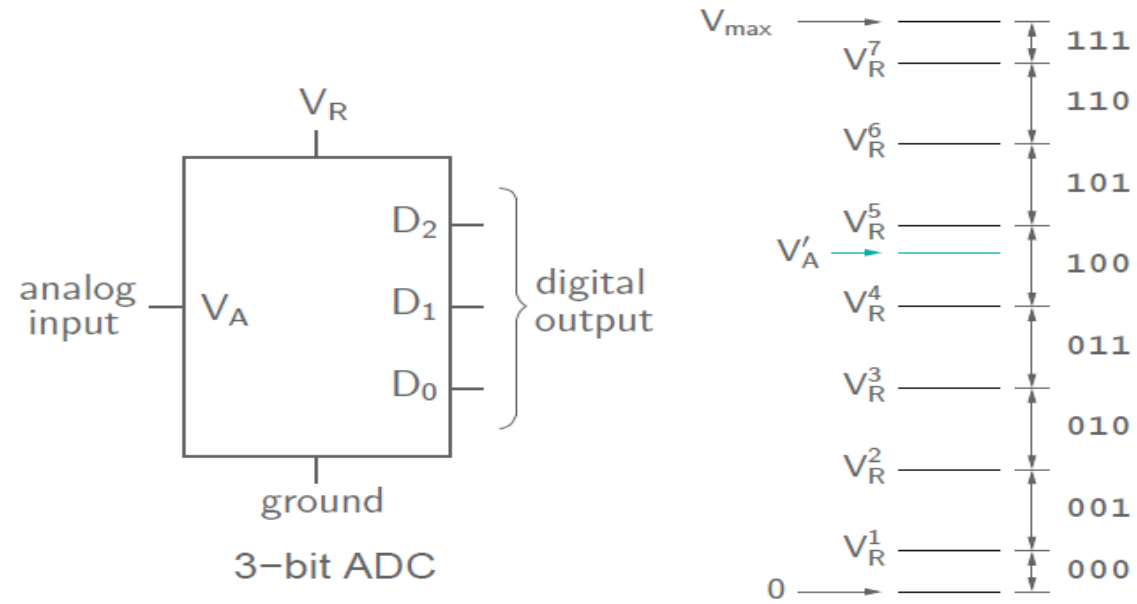 V_R
analog
input
V_A
D_2
D_1
D_0
digital
output
ground
3-bit ADC
V_max
V_R^7
V_R^6
V_R^5
V'_A
V_R^4
V_R^3
V_R^2
V_R^1
0
111
110
101
100
011
010
001
000